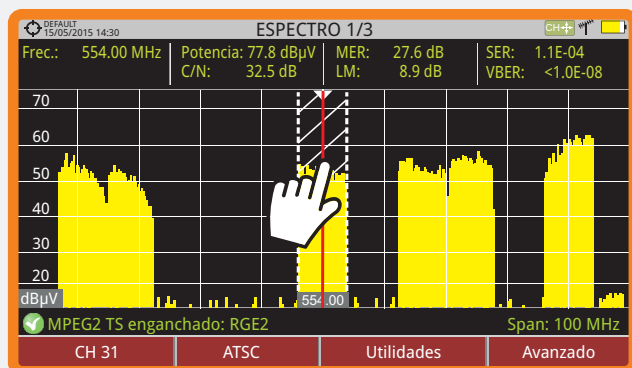 DEFAULT
15/05/2015 14:30
ESPECTRO 1/3
CH
Frec.: 554.00 MHz
Potencia: 77.8 dBµV
C/N: 32.5 dB
MER: 27.6 dB
LM: 8.9 dB
SER: 1.1E-04
VBER: <1.0E-08
70
60
50
40
30
20
dBµV
554.00
MPEG2 TS enganchado: RGE2
Span: 100 MHz
CH 31
ATSC
Utilidades
Avanzado